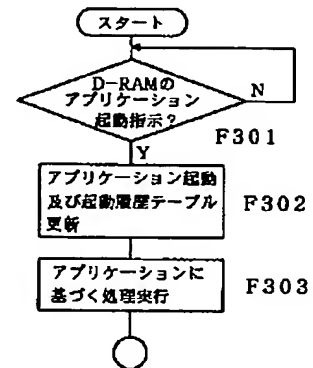 スタート
D-RAMの
アプリケーション
起動指示?
N
F301
Y
アプリケーション起動
及び起動履歴テーブル
更新
F302
アプリケーションに
基づく処理実行
F303